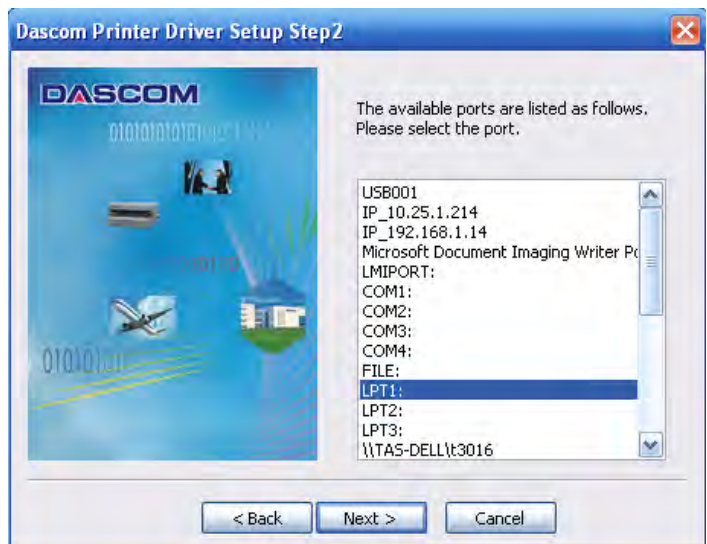 Dascom Printer Driver Setup Step2
DASCOM
The available ports are listed as follows.
Please select the port.
USB001
IP_10.25.1.214
IP_192.168.1.14
Microsoft Document Imaging Writer Po
LMIPORT:
COM1:
COM2:
COM3:
COM4:
FILE:
LPT1:
LPT2:
LPT3:
\\TAS-DELL\t3016
< Back
Next >
Cancel